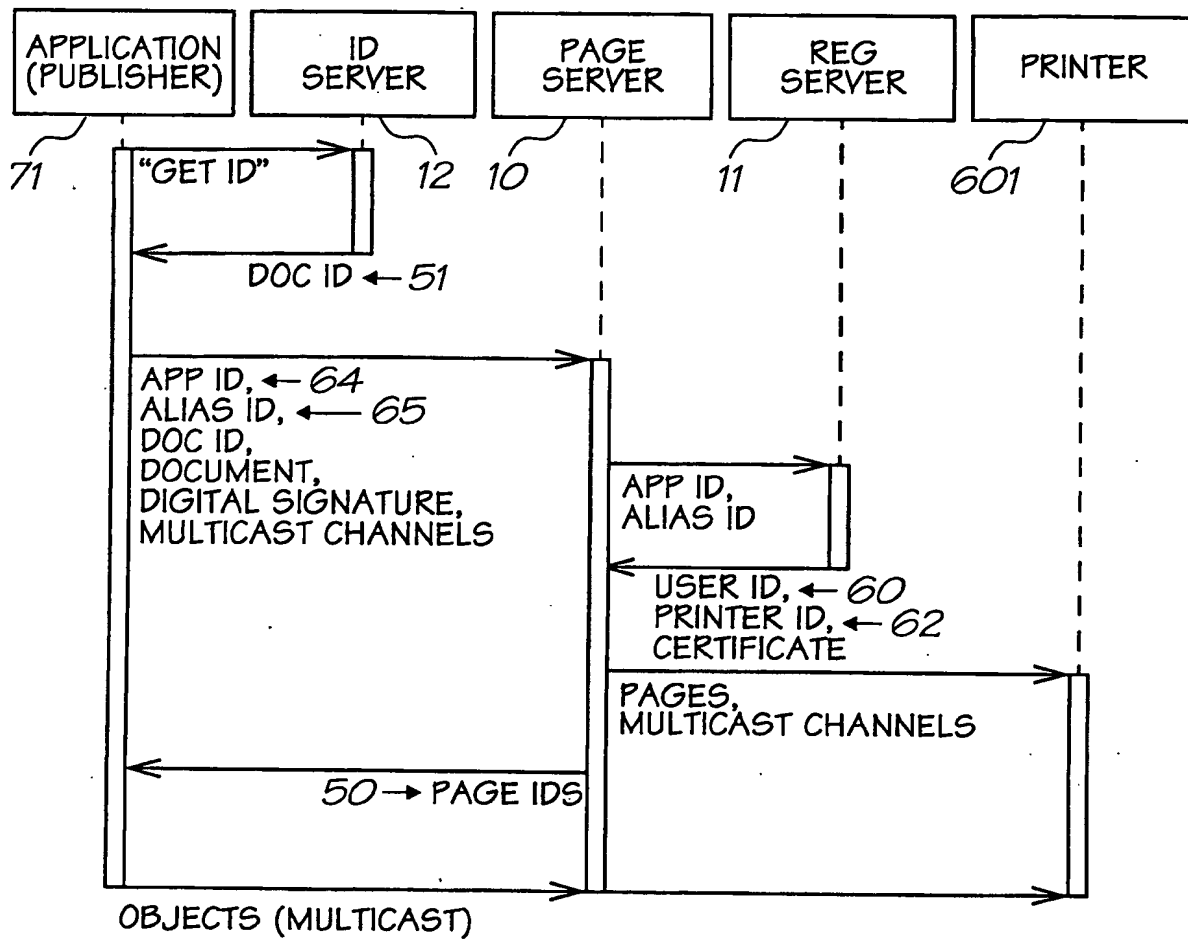 APPLICATION
(PUBLISHER)
ID
SERVER
PAGE
SERVER
REG
SERVER
PRINTER
71
12
10
11
601
"GET ID"
DOC ID 51
APP ID, 64
ALIAS ID, 65
DOC ID,
DOCUMENT,
DIGITAL SIGNATURE,
MULTICAST CHANNELS
APP ID,
ALIAS ID
USER ID, 60
PRINTER ID, 62
CERTIFICATE
PAGES,
MULTICAST CHANNELS
50 PAGE IDS
OBJECTS (MULTICAST)